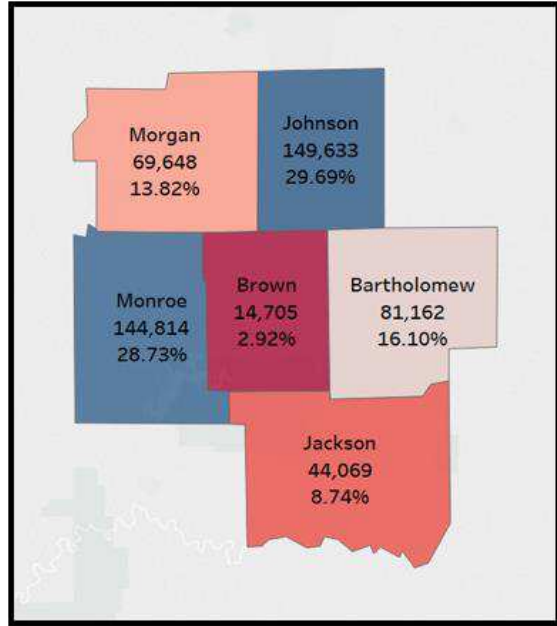 Morgan
69,648
13.82%
Johnson
149,633
29.69%
Monroe
144,814
28.73%
Brown
14,705
2.92%
Bartholomew
81,162
16.10%
Jackson
44,069
8.74%